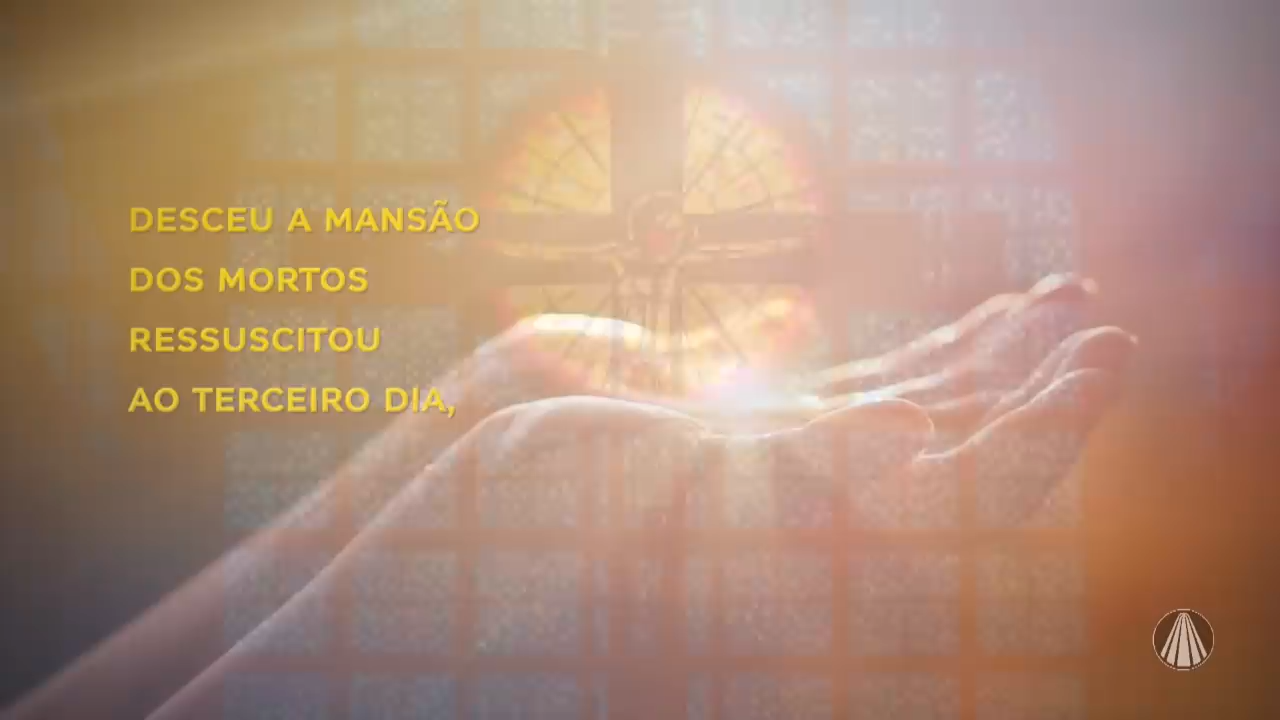 DESCEU A MANSÃO
DOS MORTOS
RESSUSCITOU
AO TERCEIRO DIA,